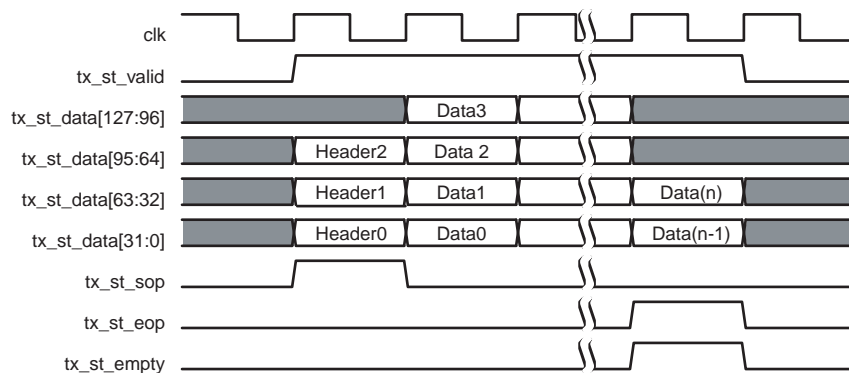 clk
tx_st_valid
tx_st_data[127:96] Data3
tx_st_data[95:64] Header2 Data 2
tx_st_data[63:32] Header1 Data1 Data(n)
tx_st_data[31:0] Header0 Data0 Data(n-1)
tx_st_sop
tx_st_eop
tx_st_empty